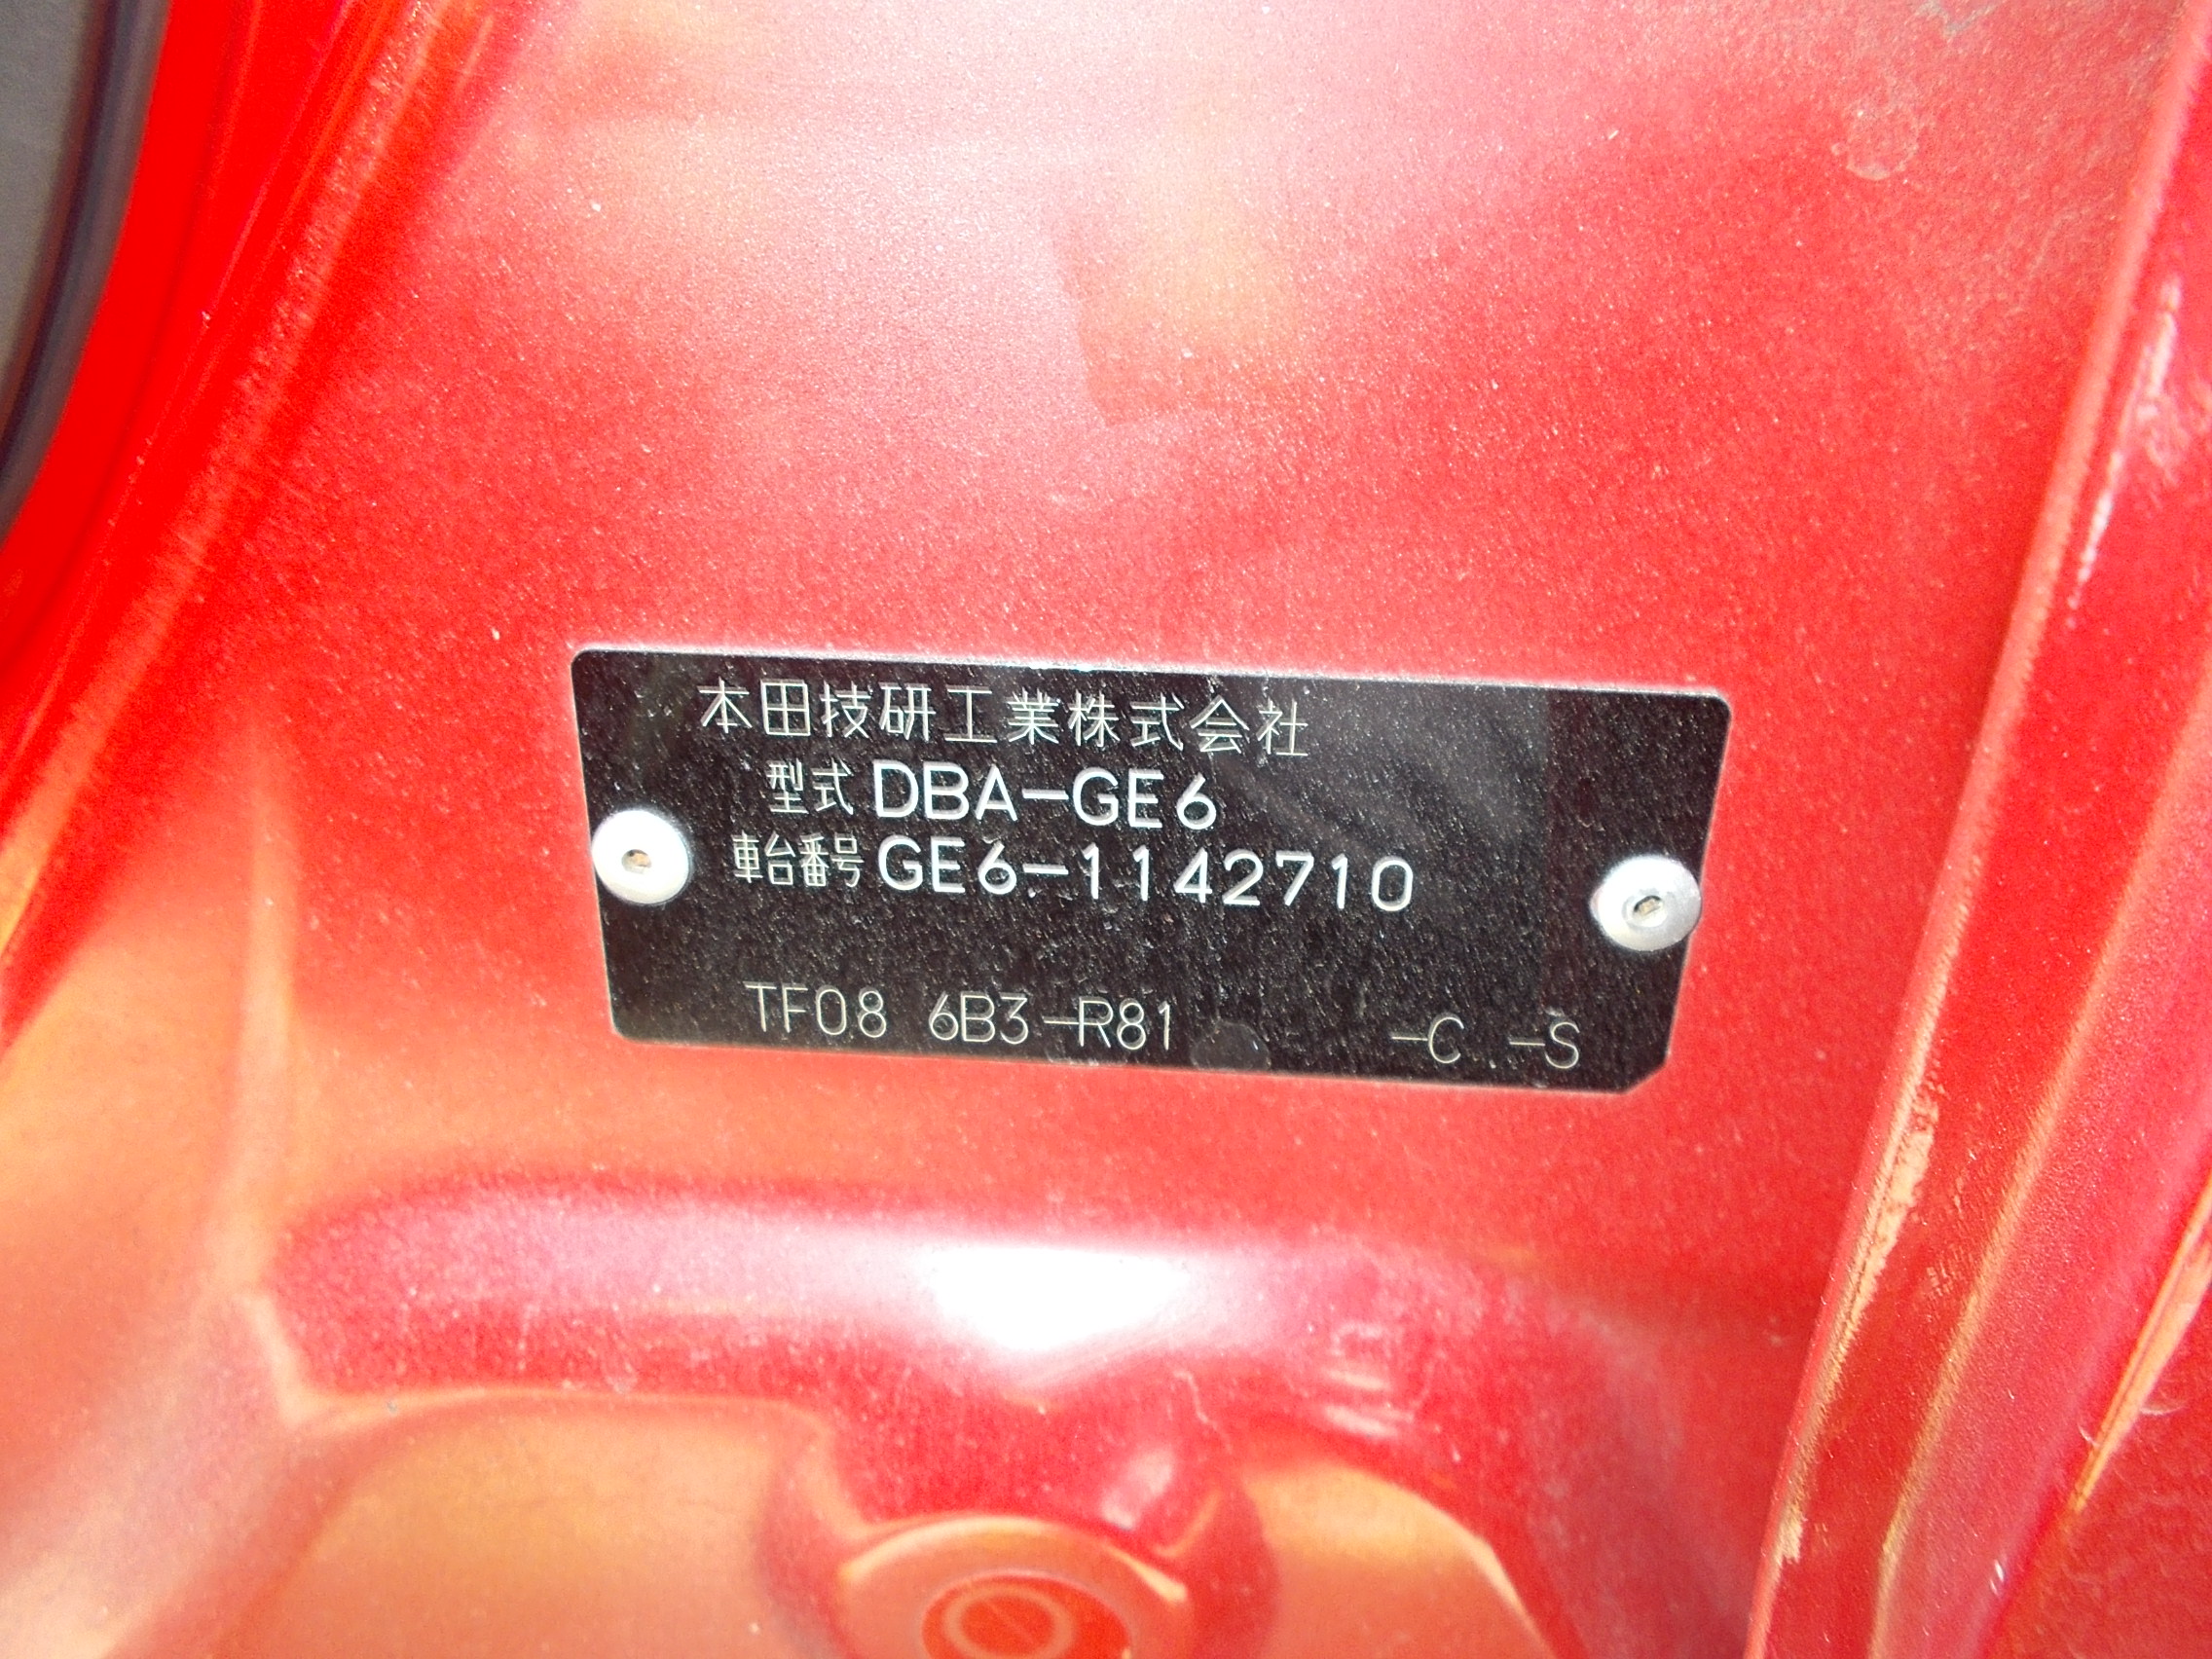 本田技研工業株式会社
型式 DBA-GE6
車台番号 GE6-1142710
TF08 6B3-R81 -C -S